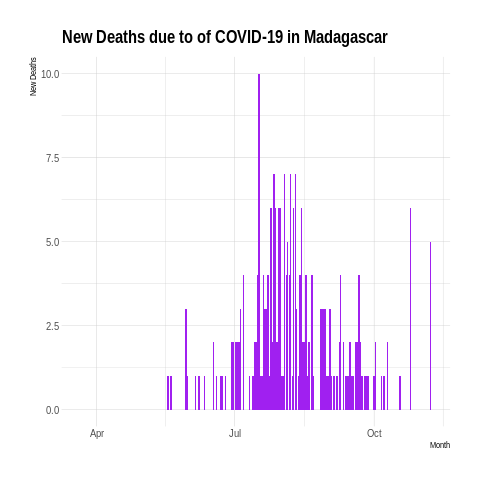 New Deaths due to of COVID-19 in Madagascar
New Deaths
10.0
7.5
5.0
2.5
0.0
Apr Jul Oct
Month